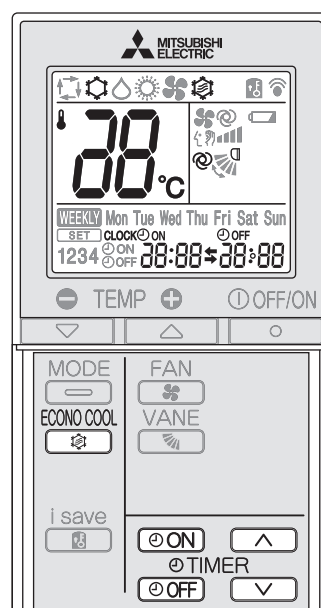 MITSUBISHI
ELECTRIC
88°C
WEEKLY Mon Tue Wed Thu Fri Sat Sun
SET CLOCK ON OFF
1234 ON OFF 88:88 88:88
TEMP OFF/ON
MODE FAN
ECONO COOL VANE
i save
ON
TIMER
OFF